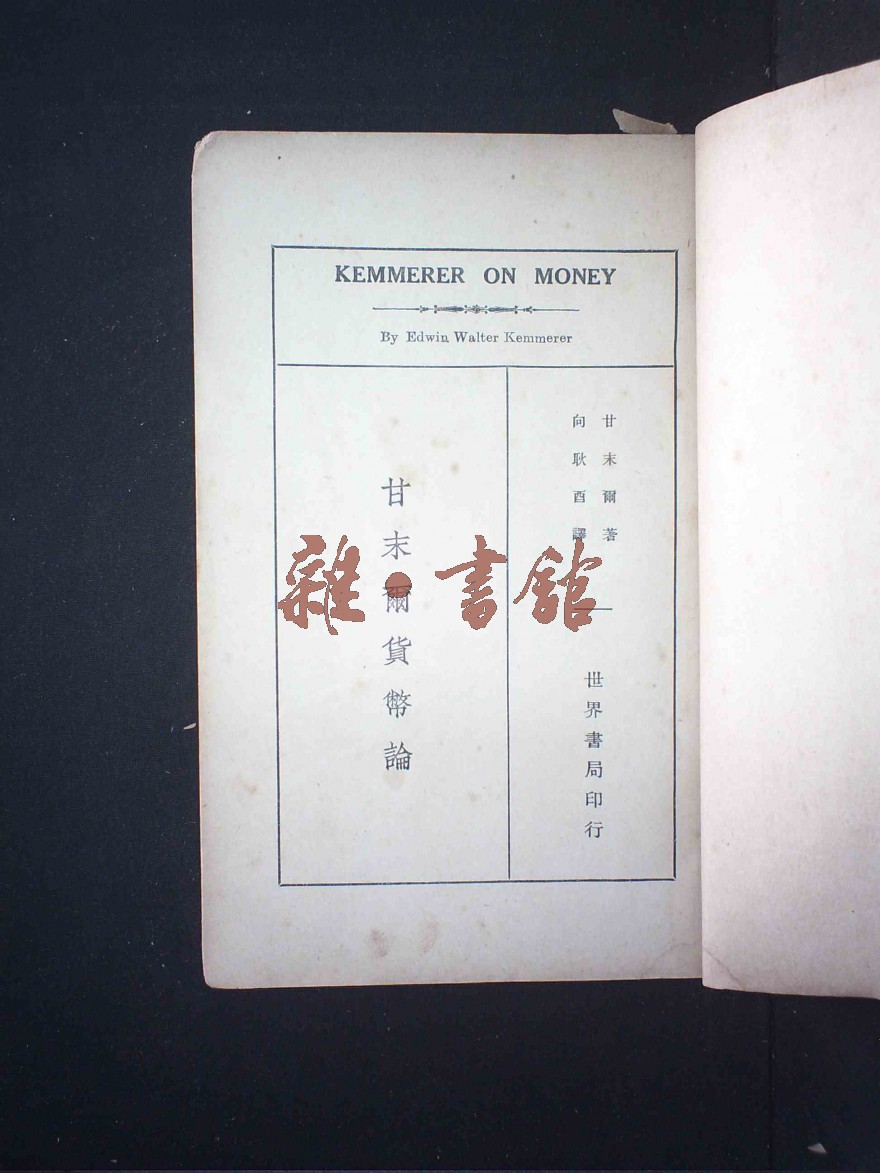 KEMMERER ON MONEY
By Edwin Walter Kemmerer
甘末爾著
向耿酉譯
世界書局印行
甘末爾貨幣論
雜·書館